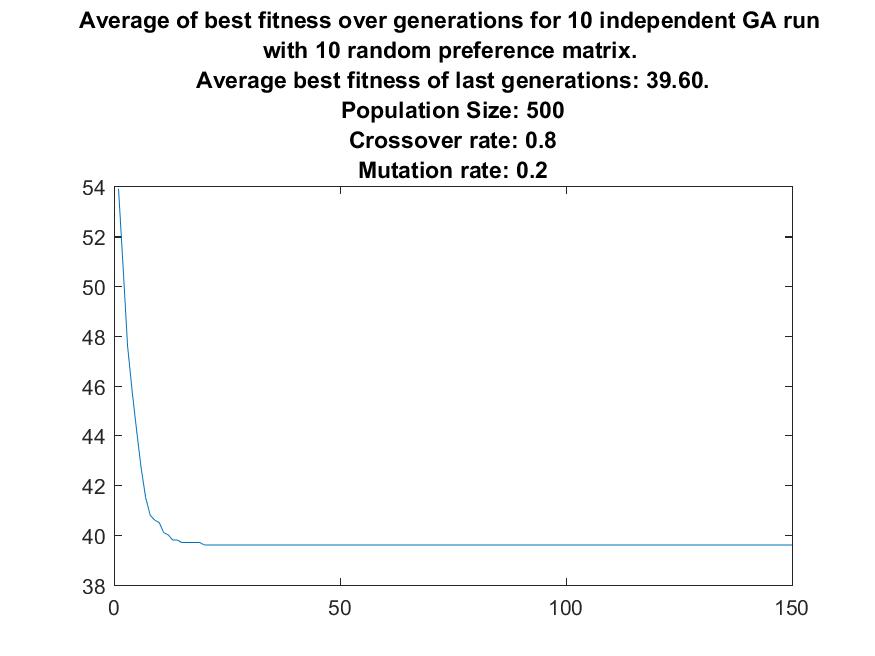 Average of best fitness over generations for 10 independent GA run
with 10 random preference matrix.
Average best fitness of last generations: 39.60.
Population Size: 500
Crossover rate: 0.8
Mutation rate: 0.2
54
52
50
48
46
44
42
40
38
0
50
100
150